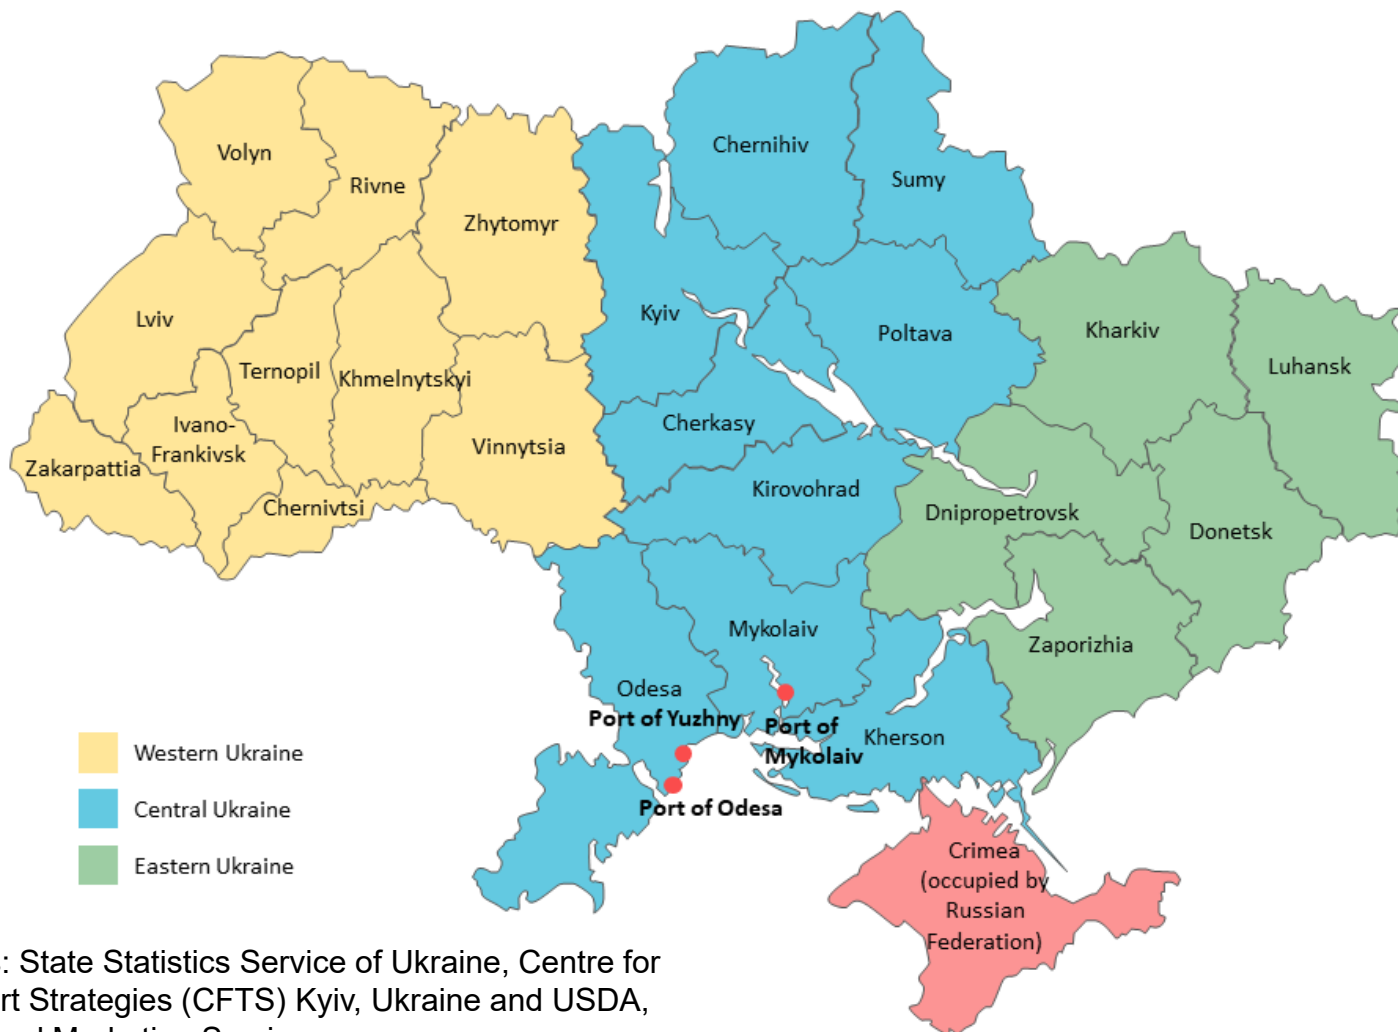 Chernihiv
Volyn
Sumy
Rivne
Zhytomyr
Lviv
Kyiv
Poltava
Kharkiv
Luhansk
Ternopil
Khmelnytskyi
Ivano-
Frankivsk
Cherkasy
Vinnytsia
Zakarpattia
Kirovohrad
Chernivtsi
Dnipropetrovsk
Donetsk
Mykolaiv
Zaporizhia
Odesa
Port of Yuzhny
Port of
Mykolaiv
Kherson
Port of Odesa
Western Ukraine
Central Ukraine
Eastern Ukraine
Crimea
(occupied by
Russian
Federation)
: State Statistics Service of Ukraine, Centre for
rt Strategies (CFTS) Kyiv, Ukraine and USDA,